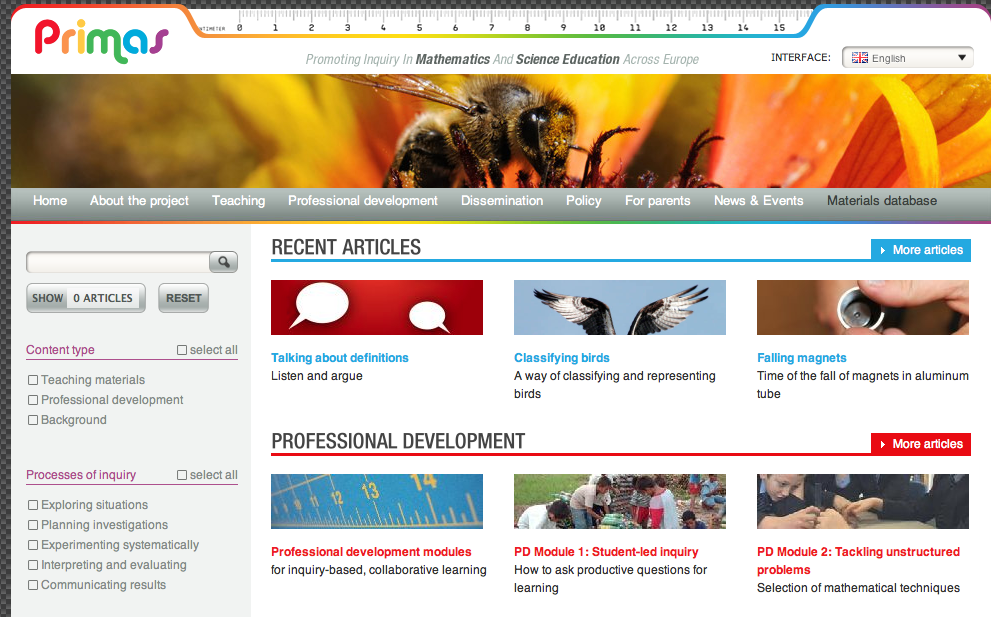 Primas
CENTIMETER 0 1 2 3 4 5 6 7 8 9 10 11 12 13 14 15
Promoting Inquiry In Mathematics And Science Education Across Europe
INTERFACE: English
Home About the project Teaching Professional development Dissemination Policy For parents News & Events Materials database
SHOW 0 ARTICLES RESET
Content type select all
Teaching materials
Professional development
Background
Processes of inquiry select all
Exploring situations
Planning investigations
Experimenting systematically
Interpreting and evaluating
Communicating results
RECENT ARTICLES More articles
Talking about definitions
Listen and argue
Classifying birds
A way of classifying and representing
birds
Falling magnets
Time of the fall of magnets in aluminum
tube
PROFESSIONAL DEVELOPMENT More articles
11 12 13 14
Professional development modules
for inquiry-based, collaborative learning
PD Module 1: Student-led inquiry
How to ask productive questions for
learning
PD Module 2: Tackling unstructured
problems
Selection of mathematical techniques